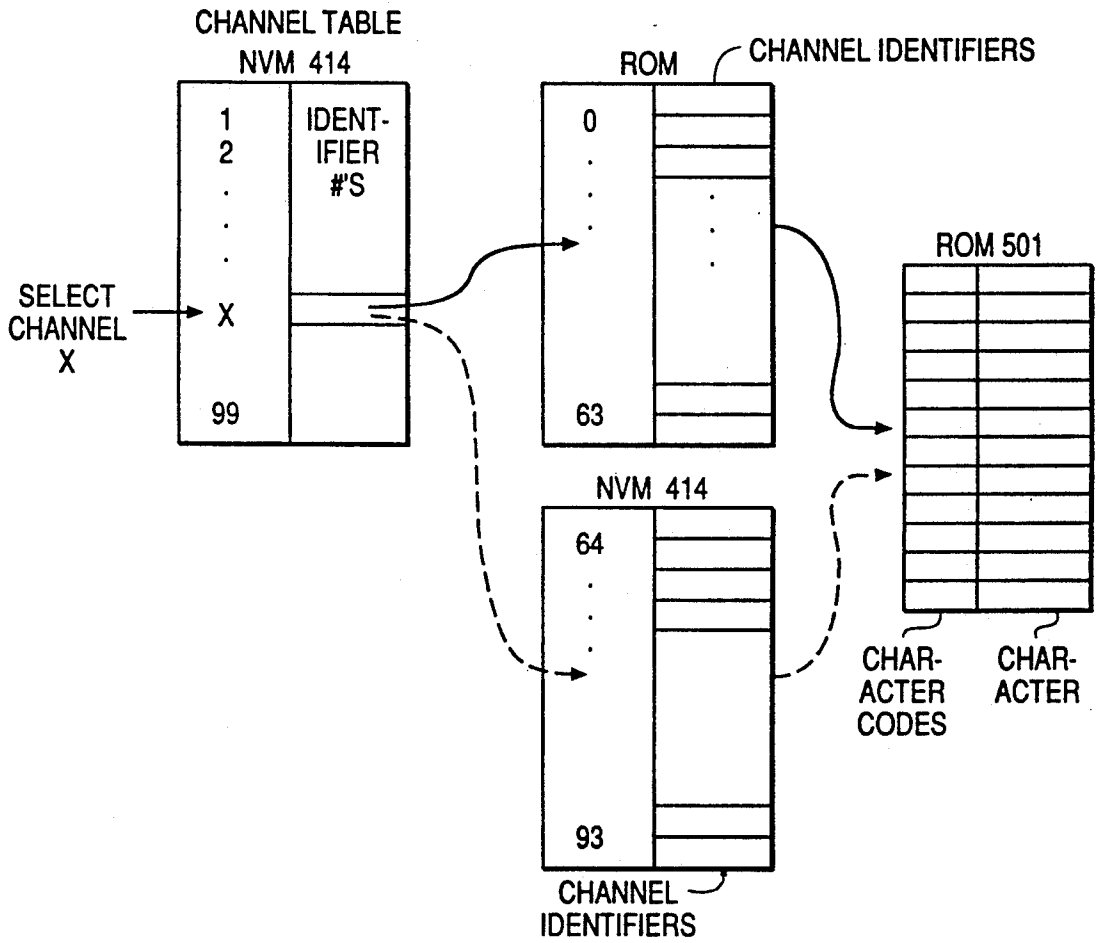 CHANNEL TABLE
NVM 414
1
2
.
.
.
X
99
IDENT-
IFIER
#'S
SELECT
CHANNEL
X
ROM
CHANNEL IDENTIFIERS
0
.
.
.
.
63
.
.
.
NVM 414
64
.
.
.
93
CHANNEL
IDENTIFIERS
ROM 501
CHAR-
ACTER
CODES
CHAR-
ACTER